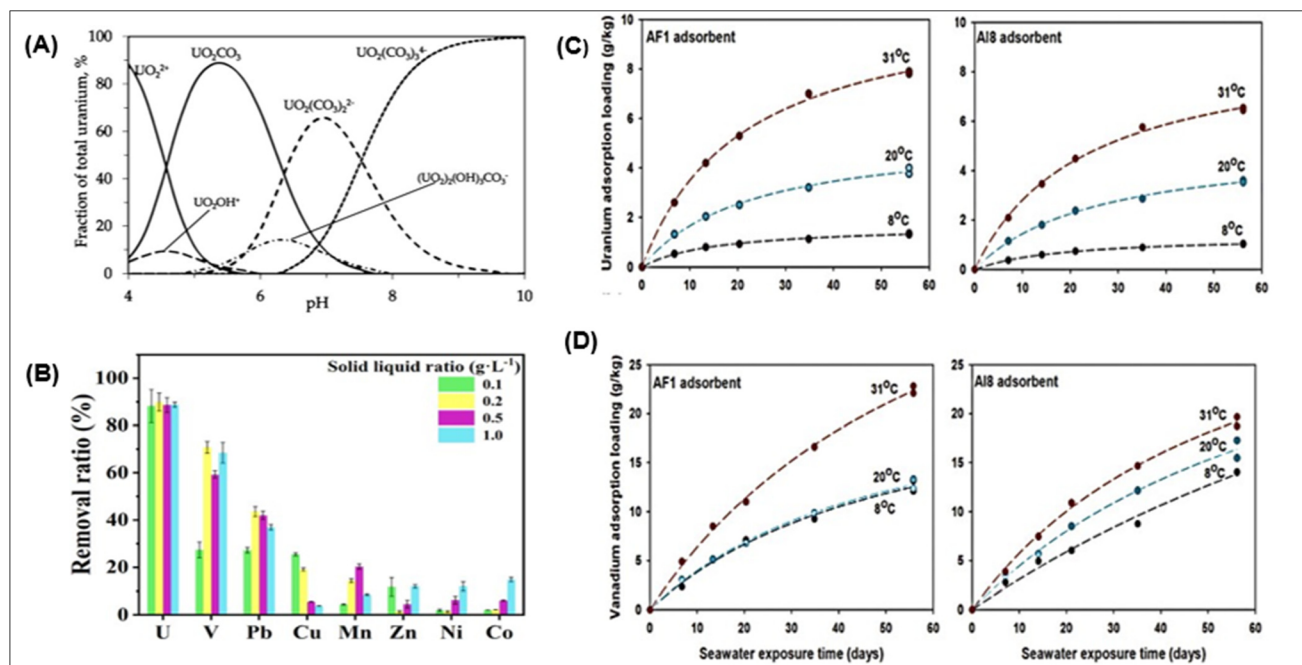 (A)
100
80
60
40
20
0
Fraction of total uranium, %
UO₂²⁺
UO₂CO₃
UO₂(CO₃)₃⁴⁻
UO₂(CO₃)₂²⁻
(UO₂)₂(OH)₃CO₃⁻
UO₂OH⁺
4 6 8 10
pH
(B)
Removal ratio (%)
100
80
60
40
20
0
Solid liquid ratio (g·L⁻¹)
0.1
0.2
0.5
1.0
U V Pb Cu Mn Zn Ni Co
(C)
Uranium adsorption loading (g/kg)
10
8
6
4
2
0
AF1 adsorbent
31°C
20°C
8°C
0 10 20 30 40 50 60
10
8
6
4
2
0
AI8 adsorbent
31°C
20°C
8°C
0 10 20 30 40 50 60
(D)
Vanadium adsorption loading (g/kg)
25
20
15
10
5
0
AF1 adsorbent
31°C
20°C
8°C
0 10 20 30 40 50 60
Seawater exposure time (days)
25
20
15
10
5
0
AI8 adsorbent
31°C
20°C
8°C
0 10 20 30 40 50 60
Seawater exposure time (days)